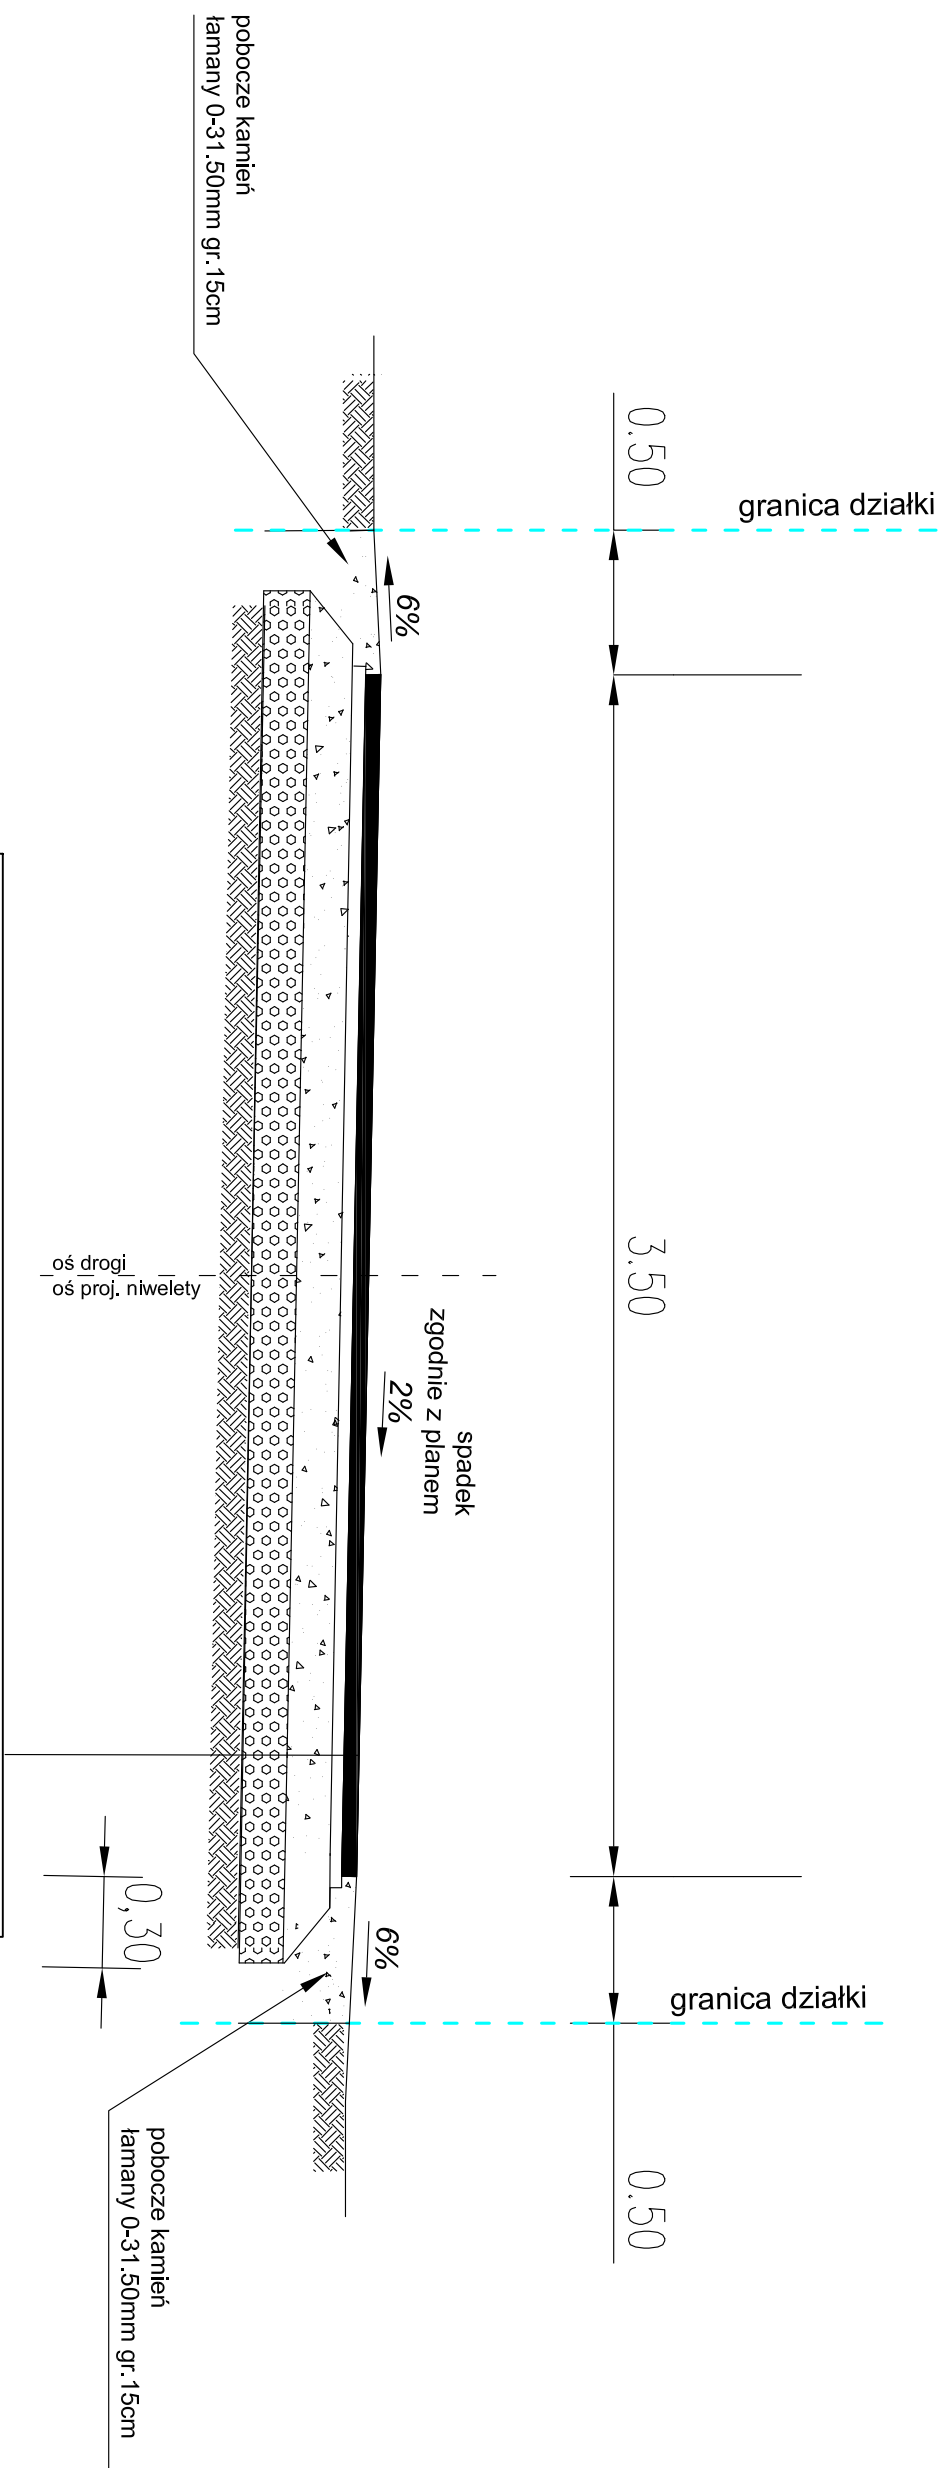 pobocze kamień
łamany 0-31.50mm gr.15cm
0.50
granica działki
6%
3.50
oś drogi
oś proj. niwelety
spadek
zgodnie z planem
2%
0,30
6%
granica działki
0.50
pobocze kamień
łamany 0-31.50mm gr.15cm